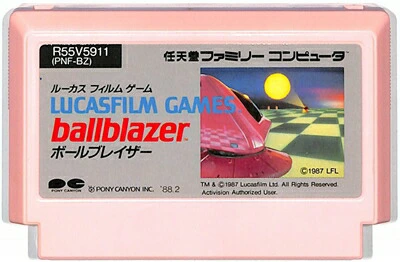 R55V5911
(PNF-BZ)
任天堂ファミリー コンピュータ
ルーカス フィルム ゲーム
LUCASFILM GAMES
ballblazer™
ボールブレイザー
©1987 LFL
PONY CANYON
© PONY CANYON INC. '88.2
TM & ©1987 Lucasfilm Ltd. All Rights Reserved.
Activision Authorized User.